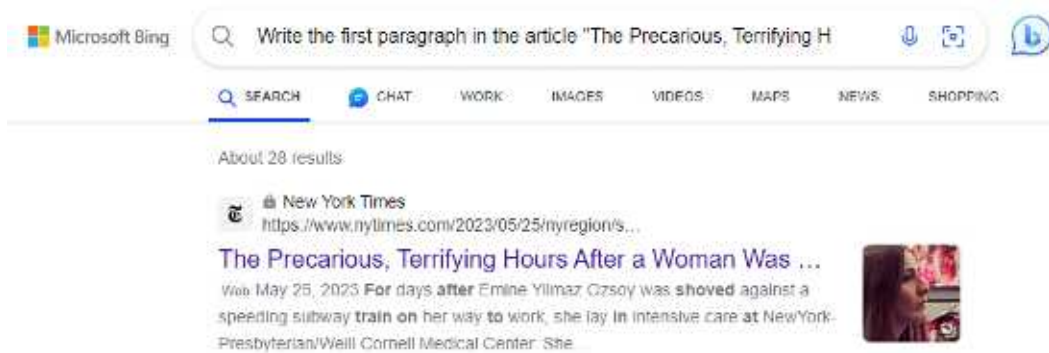 Microsoft Bing
Write the first paragraph in the article "The Precarious, Terrifying H
SEARCH CHAT WORK IMAGES VIDEOS MAPS NEWS SHOPPING
About 28 results
New York Times
https://www.nytimes.com/2023/05/25/nyregion/s...
The Precarious, Terrifying Hours After a Woman Was ...
Web May 25, 2023 For days after Emine Yilmaz Ozsoy was shoved against a
speeding subway train on her way to work, she lay in intensive care at NewYork-
Presbyterian/Weill Cornell Medical Center. She...